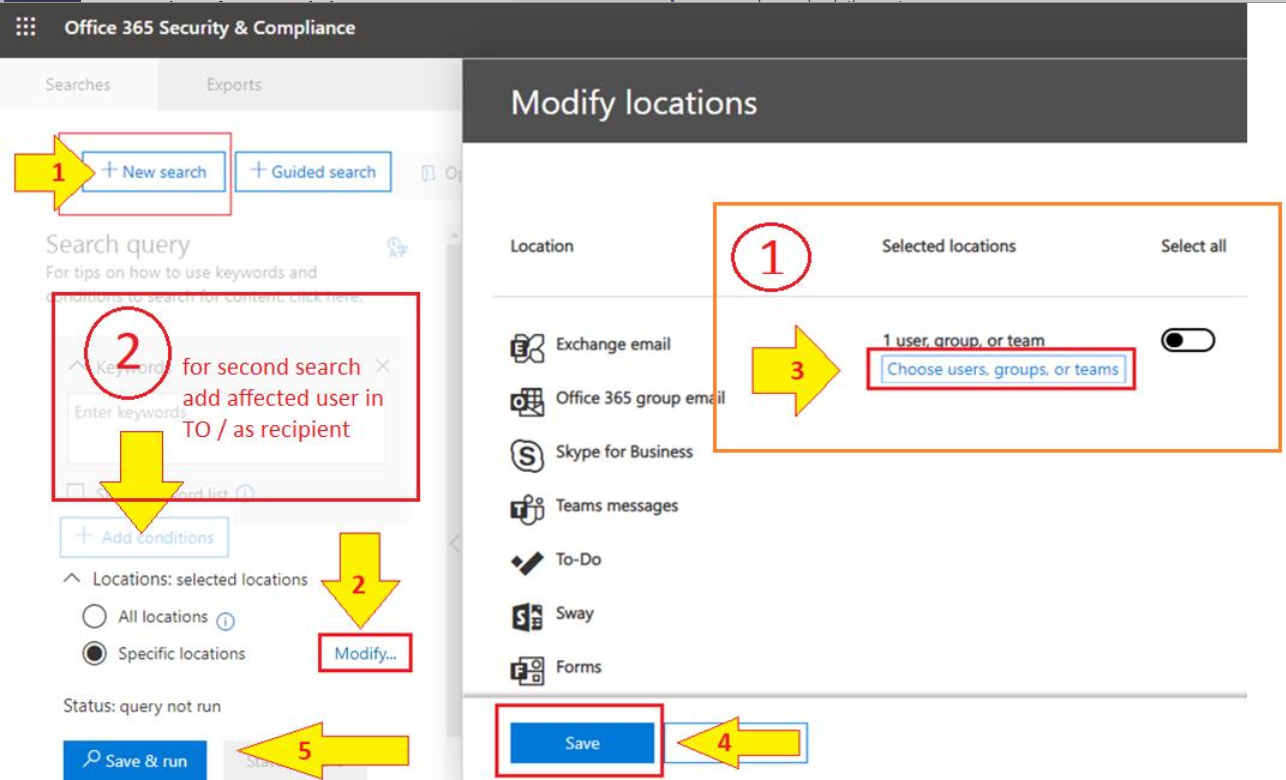 Office 365 Security & Compliance
Searches
Exports
1
+ New search
+ Guided search
Search query
For tips on how to use keywords and
conditions to search for content, click here.
2
Keywords
for second search
add affected user in
TO / as recipient
Enter keywords
+ Add conditions
Locations: selected locations
2
All locations
Specific locations
Modify...
Status: query not run
Save & run
5
Modify locations
Location
1
Selected locations
Select all
Exchange email
1 user, group, or team
3
Choose users, groups, or teams
Office 365 group email
Skype for Business
Teams messages
To-Do
Sway
Forms
Save
4